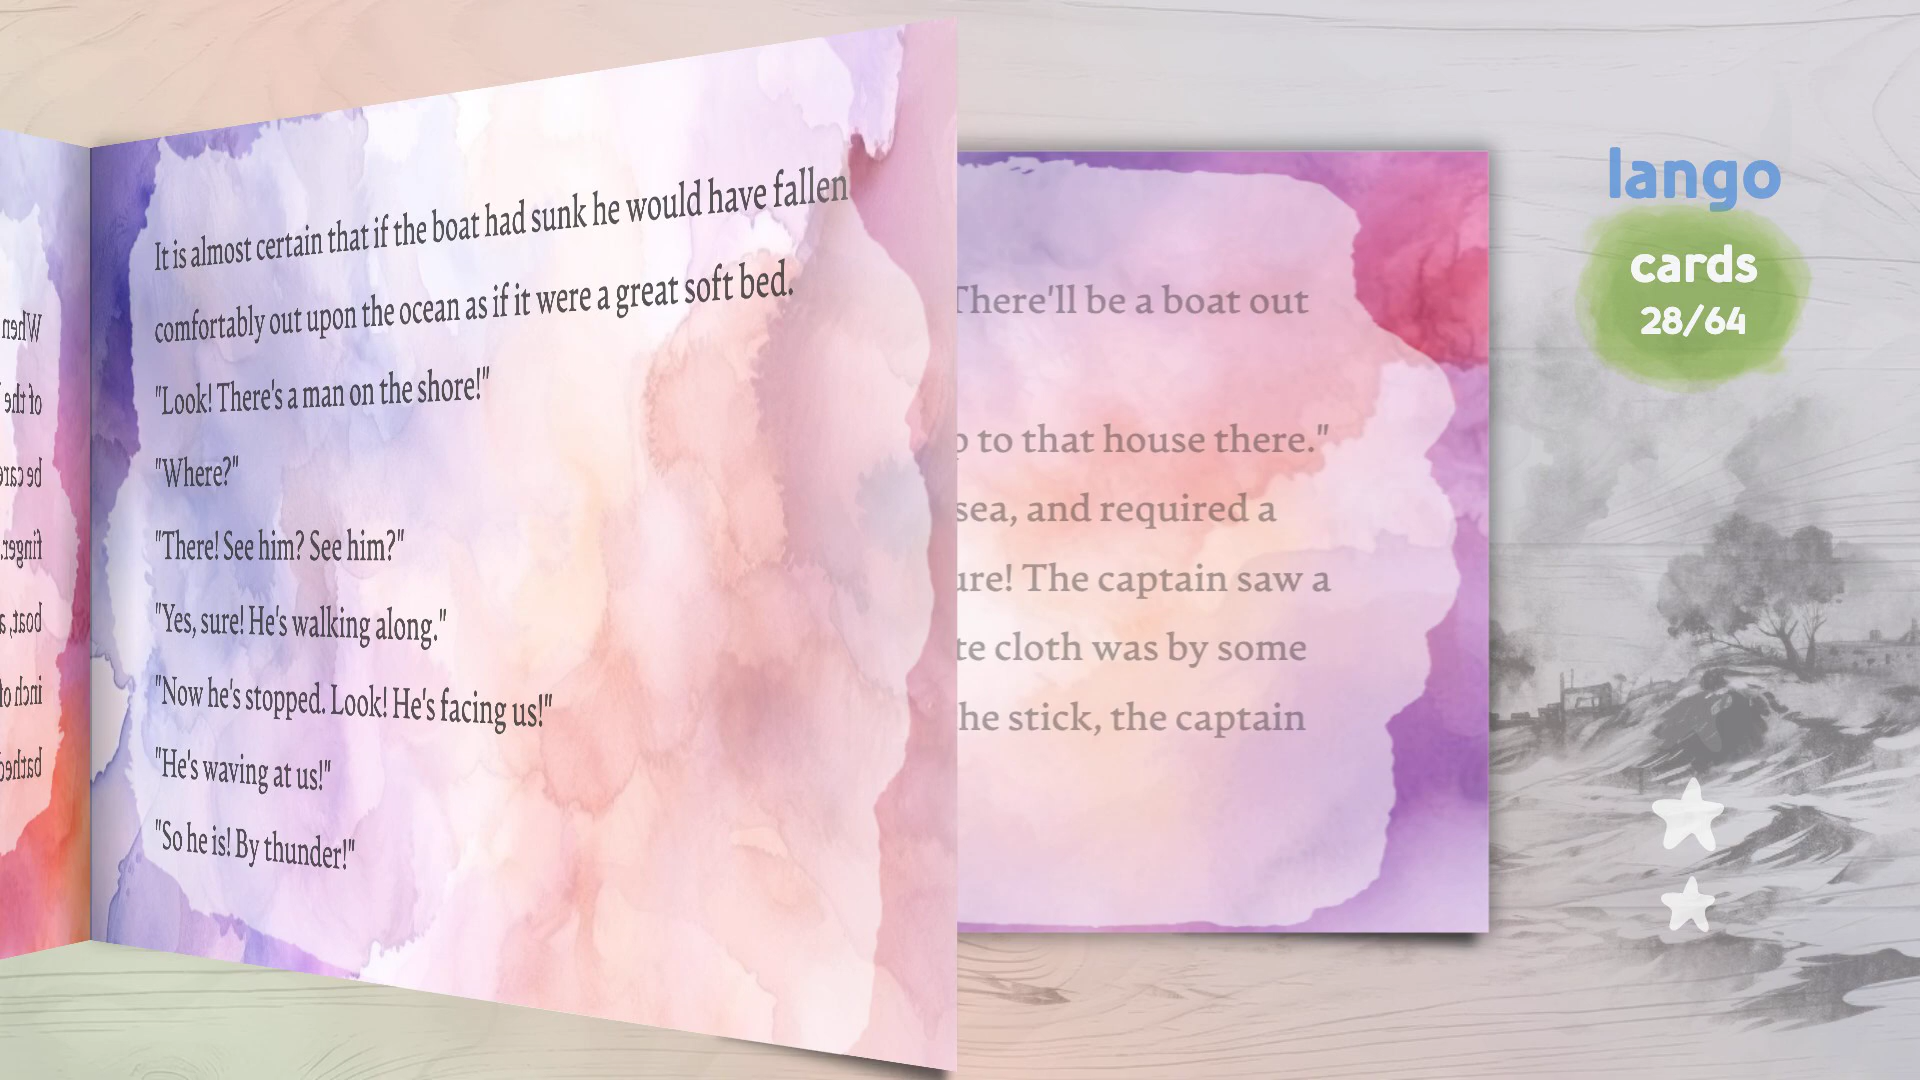 It is almost certain that if the boat had sunk he would have fallen
comfortably out upon the ocean as if it were a great soft bed.
"Look! There's a man on the shore!"
"Where?"
"There! See him? See him?"
"Yes, sure! He's walking along."
"Now he's stopped. Look! He's facing us!"
"He's waving at us!"
"So he is! By thunder!"
There'll be a boat out
to that house there."
sea, and required a
The captain saw a
cloth was by some
he stick, the captain
lango
cards
28/64